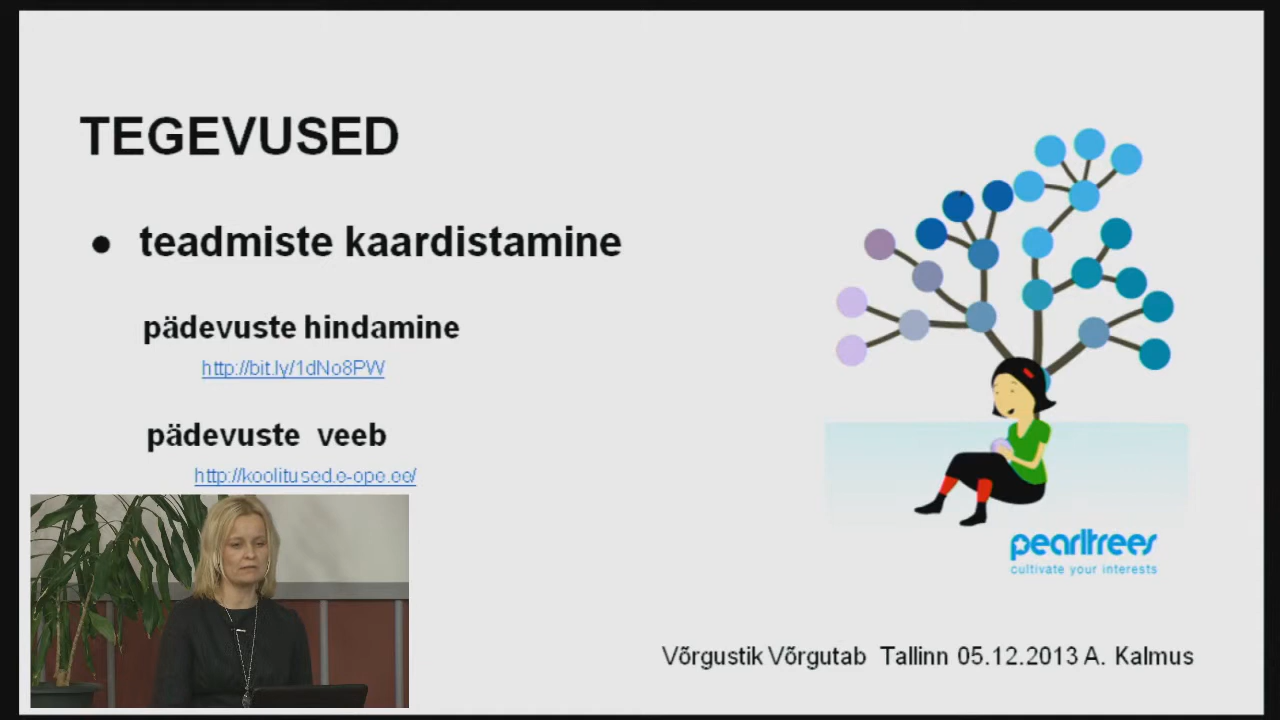 TEGEVUSED
● teadmiste kaardistamine
pädevuste hindamine
http://bit.ly/1dNo8PW
pädevuste veeb
http://koolitused.e-ope.ee/
pearltrees
cultivate your interests
Võrgustik Võrgutab Tallinn 05.12.2013 A. Kalmus